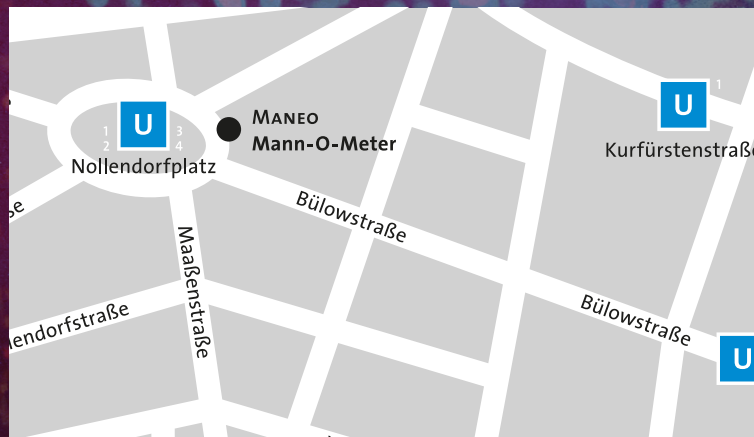 U
1 3
2 4
Nollendorfplatz
MANEO
Mann-O-Meter
U
1
Kurfürstenstraße
Bülowstraße
Maaßenstraße
Bülowstraße
U